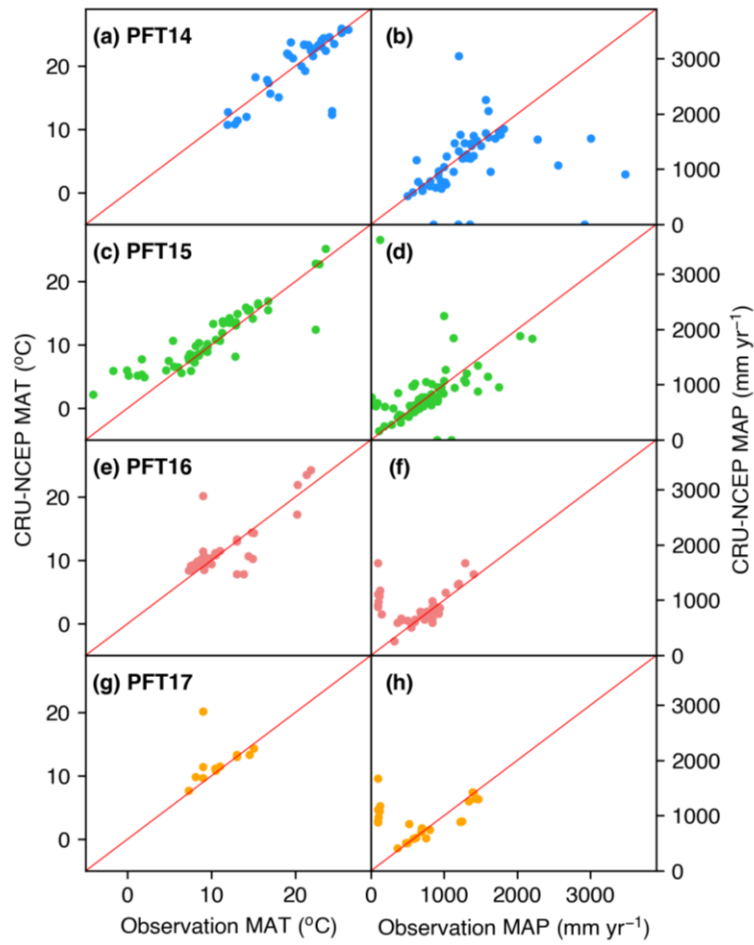 (a) PFT14
(b)
20
10
0
3000
2000
1000
0
(c) PFT15
(d)
20
10
0
3000
2000
1000
0
(e) PFT16
(f)
20
10
0
3000
2000
1000
0
(g) PFT17
(h)
20
10
0
3000
2000
1000
0
CRU-NCEP MAT (°C)
CRU-NCEP MAP (mm yr⁻¹)
0 10 20
0 1000 2000 3000
Observation MAT (°C)
Observation MAP (mm yr⁻¹)